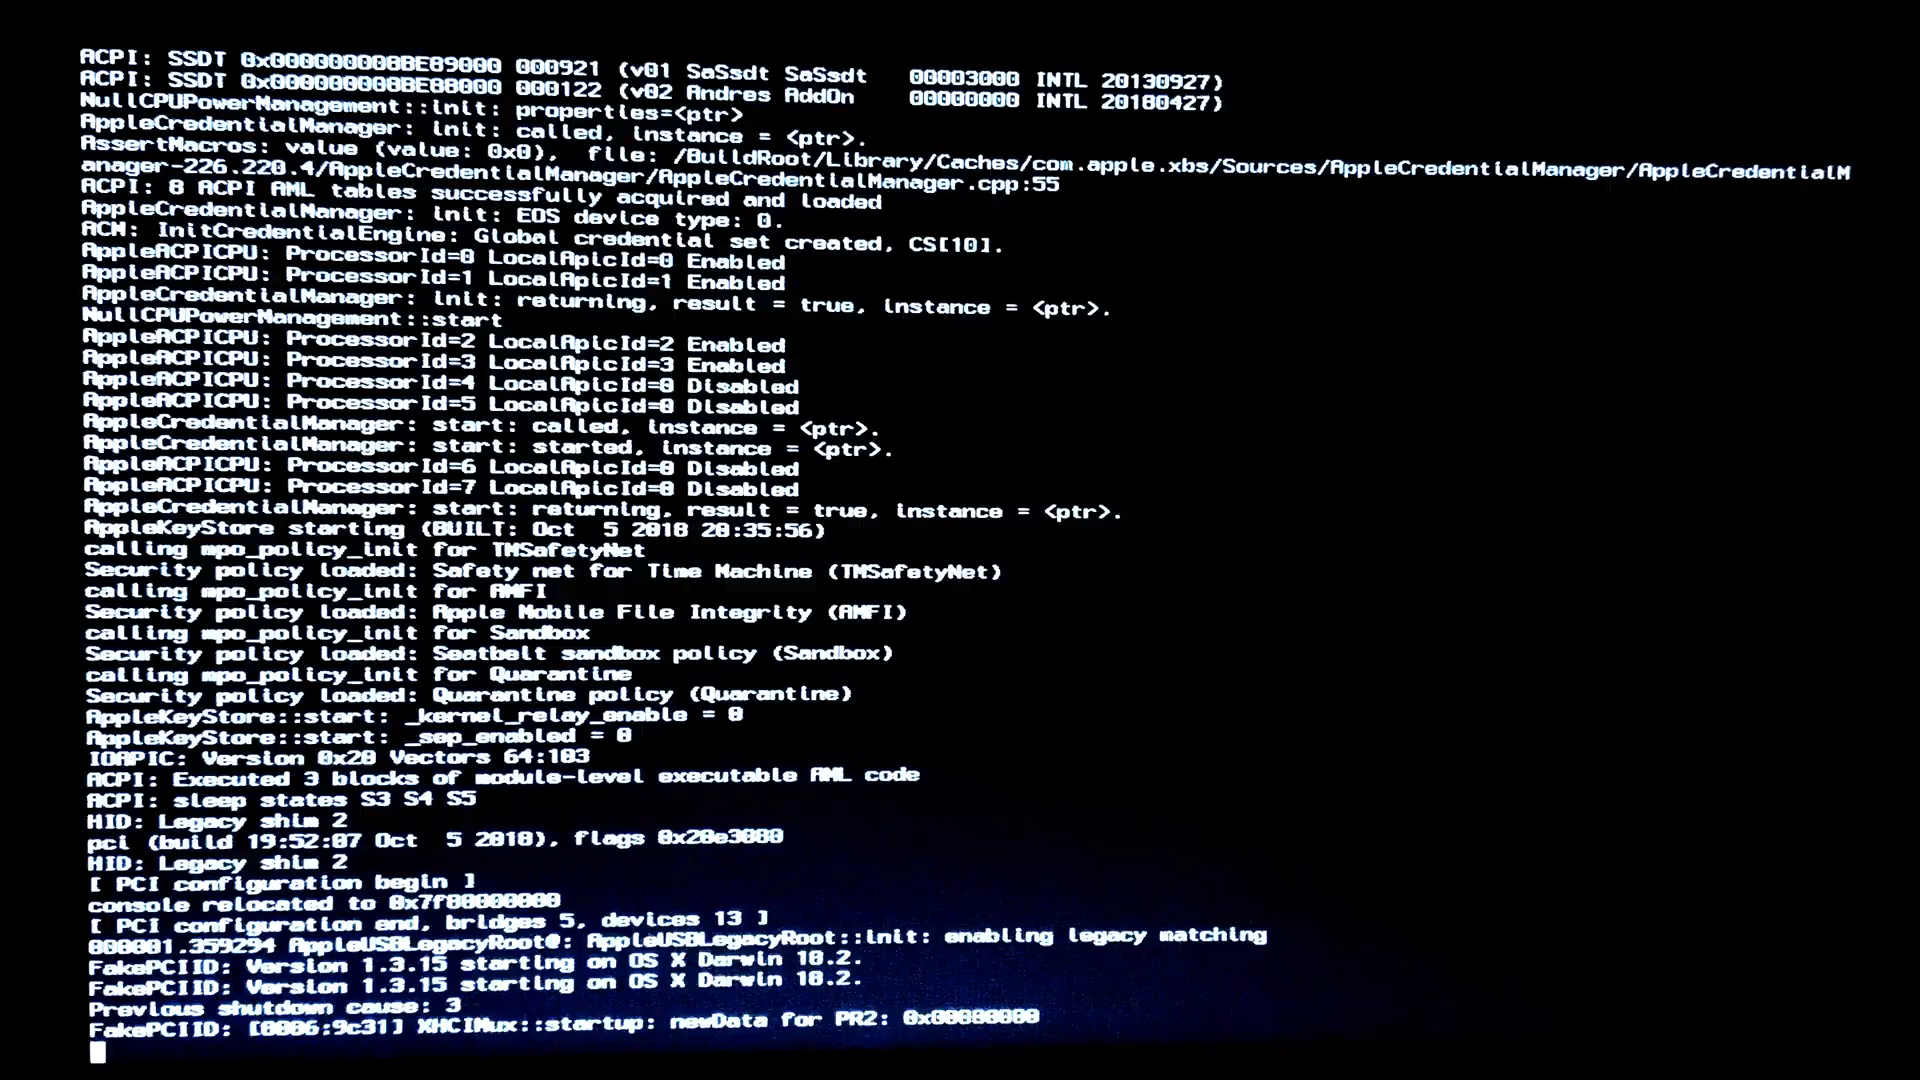 ACPI: SSDT 0x000000008BE89000 000921 (v01 SaSsdt SaSsdt   00003000 INTL 20130927)
ACPI: SSDT 0x000000008BE88000 000122 (v02 Andres AddOn    00000000 INTL 20180427)
NullCPUPowerManagement::init: properties=<ptr>
AppleCredentialManager: init: called, instance = <ptr>.
AssertMacros: value (value: 0x0),  file: /BuildRoot/Library/Caches/com.apple.xbs/Sources/AppleCredentialManager/AppleCredentialM
anager-226.220.4/AppleCredentialManager/AppleCredentialManager.cpp:55
ACPI: 8 ACPI AML tables successfully acquired and loaded
AppleCredentialManager: init: EOS device type: 0.
ACM: InitCredentialEngine: Global credential set created, CS[10].
AppleACPICPU: ProcessorId=0 LocalApicId=0 Enabled
AppleACPICPU: ProcessorId=1 LocalApicId=1 Enabled
AppleCredentialManager: init: returning, result = true, instance = <ptr>.
NullCPUPowerManagement::start
AppleACPICPU: ProcessorId=2 LocalApicId=2 Enabled
AppleACPICPU: ProcessorId=3 LocalApicId=3 Enabled
AppleACPICPU: ProcessorId=4 LocalApicId=0 Disabled
AppleACPICPU: ProcessorId=5 LocalApicId=0 Disabled
AppleCredentialManager: start: called, instance = <ptr>.
AppleCredentialManager: start: started, instance = <ptr>.
AppleACPICPU: ProcessorId=6 LocalApicId=0 Disabled
AppleACPICPU: ProcessorId=7 LocalApicId=0 Disabled
AppleCredentialManager: start: returning, result = true, instance = <ptr>.
AppleKeyStore starting (BUILT: Oct  5 2018 20:35:56)
calling mpo_policy_init for TMSafetyNet
Security policy loaded: Safety net for Time Machine (TMSafetyNet)
calling mpo_policy_init for AMFI
Security policy loaded: Apple Mobile File Integrity (AMFI)
calling mpo_policy_init for Sandbox
Security policy loaded: Seatbelt sandbox policy (Sandbox)
calling mpo_policy_init for Quarantine
Security policy loaded: Quarantine policy (Quarantine)
AppleKeyStore::start: _kernel_relay_enable = 0
AppleKeyStore::start: _sep_enabled = 0
IOAPIC: Version 0x20 Vectors 64:183
ACPI: Executed 3 blocks of module-level executable AML code
ACPI: sleep states S3 S4 S5
HID: Legacy shim 2
pci (build 19:52:07 Oct  5 2018), flags 0x20e3080
HID: Legacy shim 2
[ PCI configuration begin ]
console relocated to 0x7f80000000
[ PCI configuration end, bridges 5, devices 13 ]
000001.359294 AppleUSBLegacyRoot@: AppleUSBLegacyRoot::init: enabling legacy matching
FakePCIID: Version 1.3.15 starting on OS X Darwin 18.2.
FakePCIID: Version 1.3.15 starting on OS X Darwin 18.2.
Previous shutdown cause: 3
FakePCIID: [8086:9c31] XHCIMux::startup: newData for PR2: 0x00000000